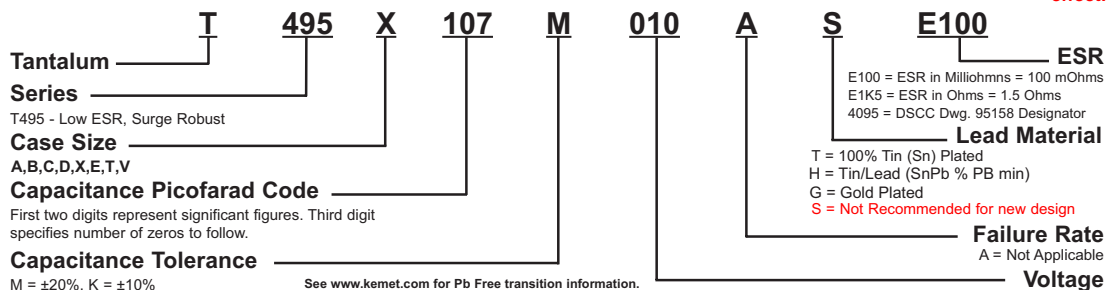 T 495 X 107 M 010 A S E100
Tantalum
Series
T495 - Low ESR, Surge Robust
Case Size
A,B,C,D,X,E,T,V
Capacitance Picofarad Code
First two digits represent significant figures. Third digit
specifies number of zeros to follow.
Capacitance Tolerance
M = ±20%, K = ±10%
See www.kemet.com for Pb Free transition information.
ESR
E100 = ESR in Milliohmns = 100 mOhms
E1K5 = ESR in Ohms = 1.5 Ohms
4095 = DSCC Dwg. 95158 Designator
Lead Material
T = 100% Tin (Sn) Plated
H = Tin/Lead (SnPb % PB min)
G = Gold Plated
S = Not Recommended for new design
Failure Rate
A = Not Applicable
Voltage